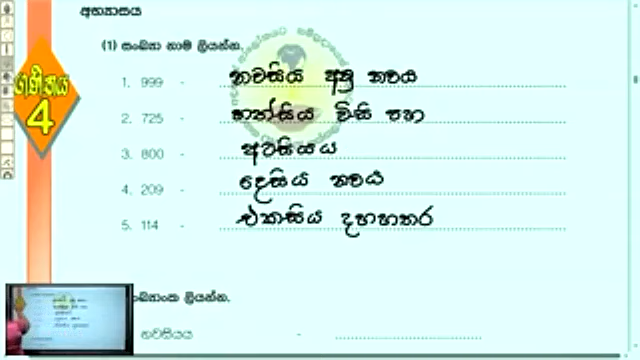 අභ්‍යාසය
ගණිතය
4
(1) සංඛ්‍යා නාම ලියන්න.
1. 999 - නවසිය අනු නවය
2. 725 - හත්සිය විසි පහ
3. 800 - අටසියය
4. 209 - දෙසිය නවය
5. 114 - එකසිය දහහතර
සංඛ්‍යාංක ලියන්න.
නවසියය -